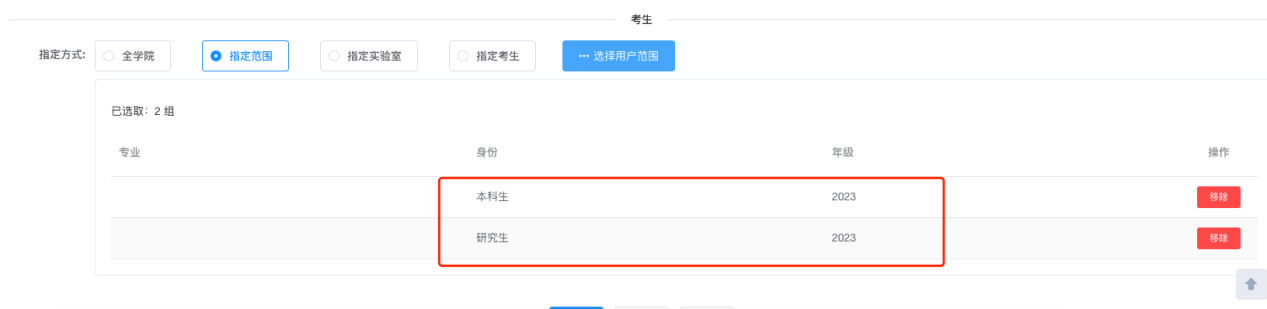 考生
指定方式: 全学院 指定范围 指定实验室 指定考生 ··· 选择用户范围
已选取: 2 组
专业 身份 年级 操作
本科生 2023 移除
研究生 2023 移除